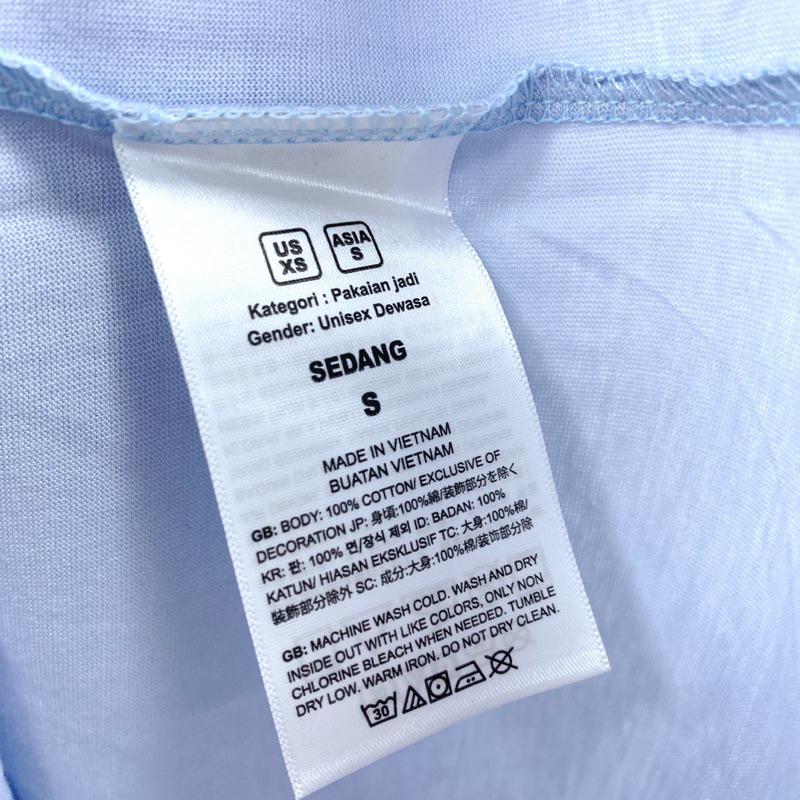 US XS
ASIA S
Kategori : Pakaian jadi
Gender: Unisex Dewasa
SEDANG
S
MADE IN VIETNAM
BUATAN VIETNAM
GB: BODY: 100% COTTON/ EXCLUSIVE OF
DECORATION JP: 身頃:100%綿/装飾部分を除く
KR: 판: 100% 면/장식 제외 ID: BADAN: 100%
KATUN/ HIASAN EKSKLUSIF TC: 大身:100%棉/
裝飾部分除外 SC: 成分:大身:100%棉/装饰部分除
GB: MACHINE WASH COLD. WASH AND DRY
INSIDE OUT WITH LIKE COLORS, ONLY NON
CHLORINE BLEACH WHEN NEEDED. TUMBLE
DRY LOW. WARM IRON. DO NOT DRY CLEAN.
30